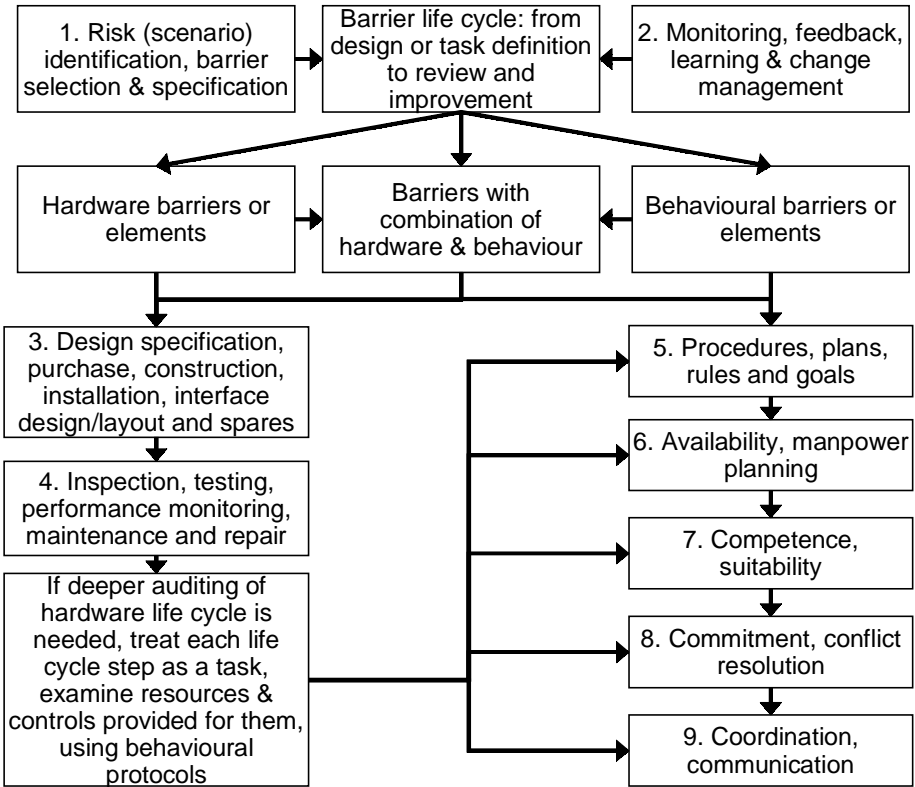 1. Risk (scenario)
identification, barrier
selection & specification
Barrier life cycle: from
design or task definition
to review and
improvement
2. Monitoring, feedback,
learning & change
management
Hardware barriers or
elements
Barriers with
combination of
hardware & behaviour
Behavioural barriers or
elements
3. Design specification,
purchase, construction,
installation, interface
design/layout and spares
4. Inspection, testing,
performance monitoring,
maintenance and repair
If deeper auditing of
hardware life cycle is
needed, treat each life
cycle step as a task,
examine resources &
controls provided for them,
using behavioural
protocols
5. Procedures, plans,
rules and goals
6. Availability, manpower
planning
7. Competence,
suitability
8. Commitment, conflict
resolution
9. Coordination,
communication